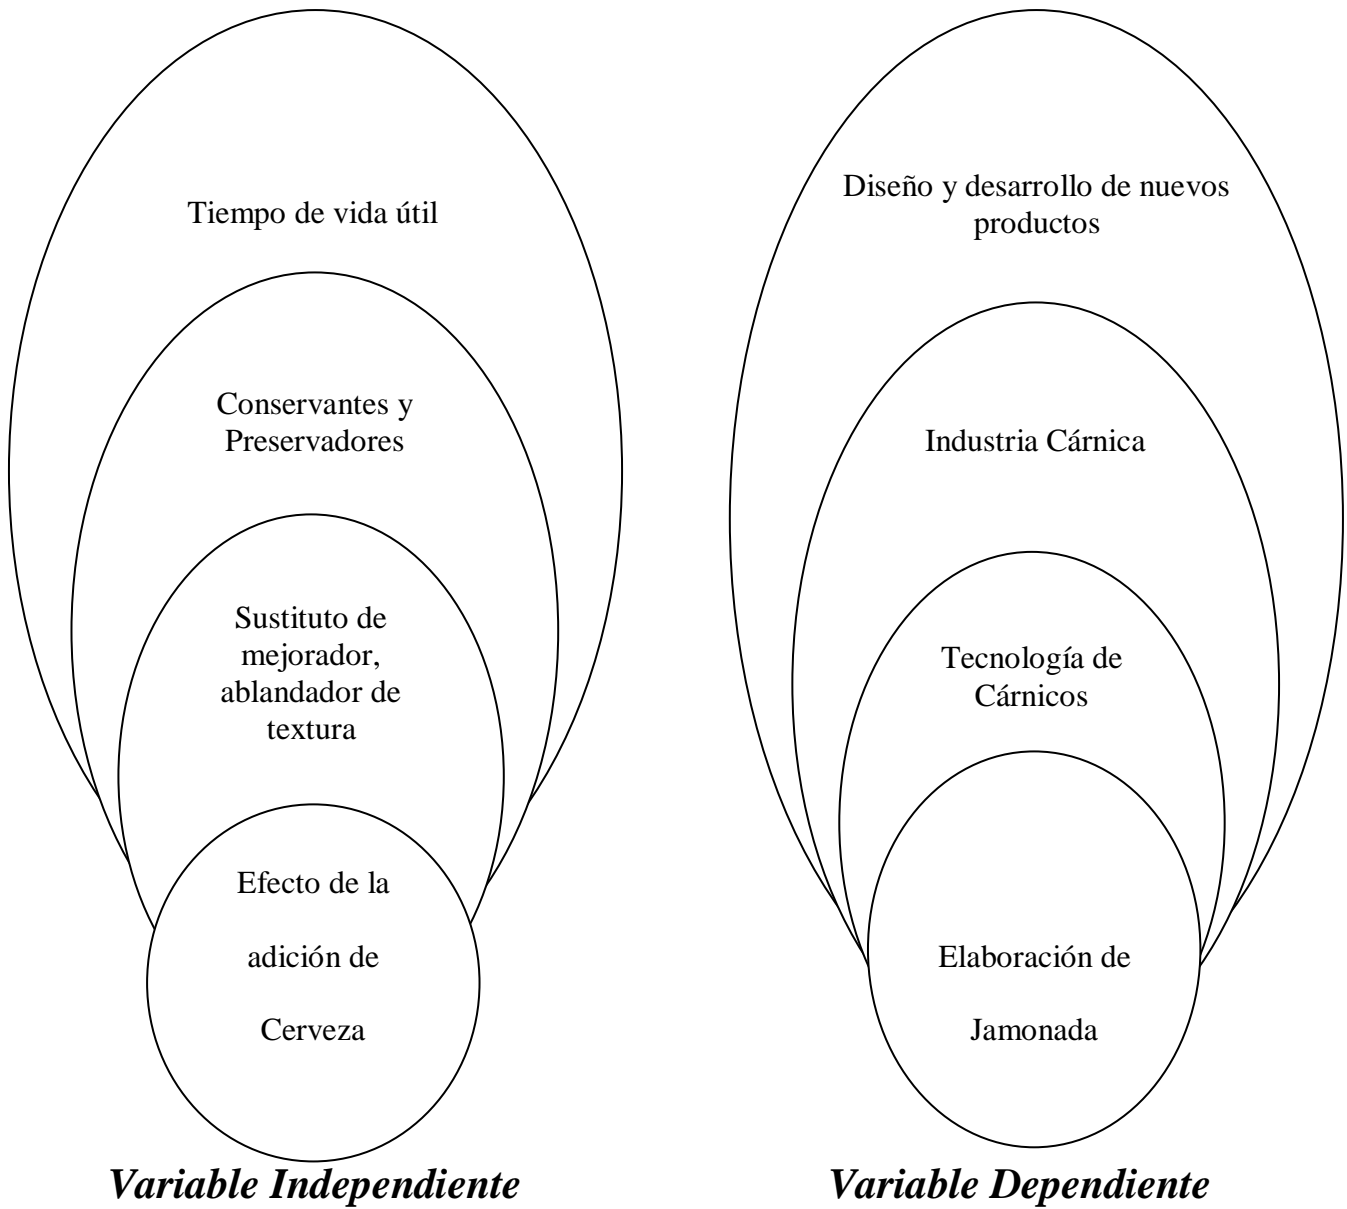 Tiempo de vida útil
Conservantes y
Preservadores
Sustituto de
mejorador,
ablandador de
textura
Efecto de la
adición de
Cerveza
Variable Independiente
Diseño y desarrollo de nuevos
productos
Industria Cárnica
Tecnología de
Cárnicos
Elaboración de
Jamonada
Variable Dependiente